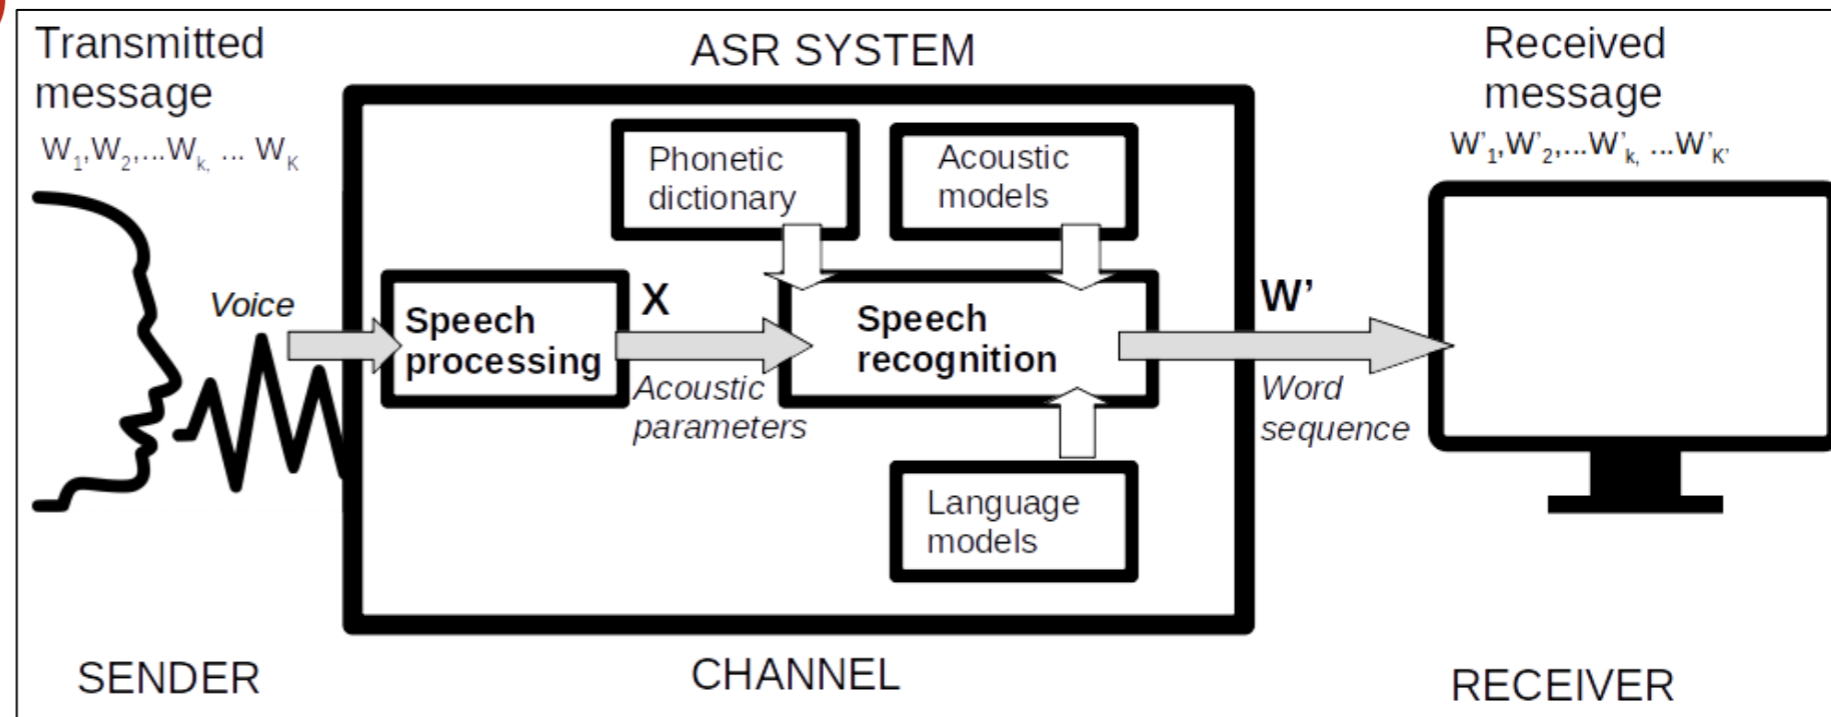 Transmitted
message
W1,W2,...Wk, ... WK
ASR SYSTEM
Received
message
W'1,W'2,...W'k, ...W'K'
Phonetic
dictionary
Acoustic
models
Voice
Speech
processing
X
Acoustic
parameters
Speech
recognition
W'
Word
sequence
Language
models
SENDER
CHANNEL
RECEIVER